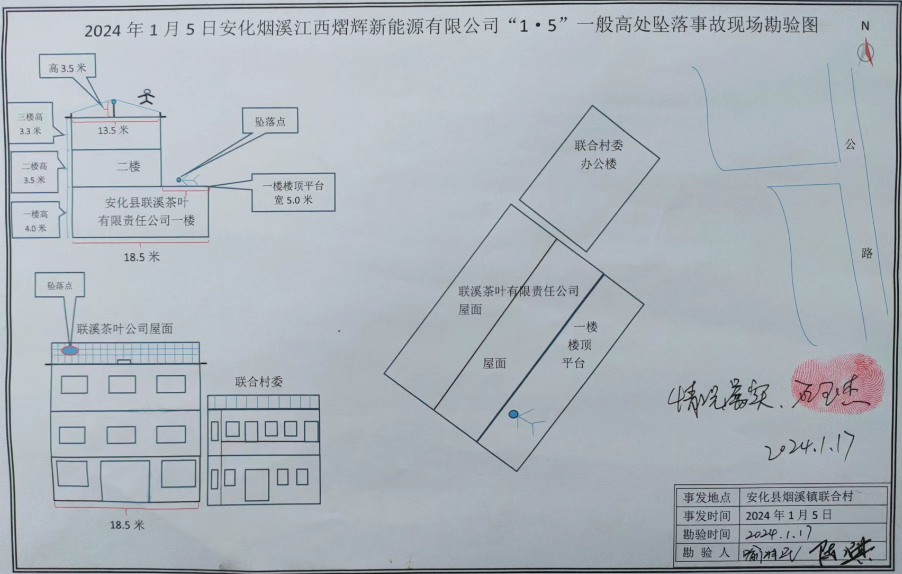 2024年1月5日安化烟溪江西熠辉新能源有限公司“1·5”一般高处坠落事故现场勘验图
N
高 3.5 米
三楼高
3.3 米
13.5 米
坠落点
二楼高
3.5 米
二楼
一楼楼顶平台
宽 5.0 米
一楼高
4.0 米
安化县联溪茶叶
有限责任公司一楼
18.5 米
联合村委
办公楼
公
路
坠落点
联溪茶叶公司屋面
联溪茶叶有限责任公司
屋面
一楼
楼顶
平台
屋面
联合村委
18.5 米
情况属实.
2024.1.17
事发地点 安化县烟溪镇联合村
事发时间 2024年1月5日
勘验时间 2024.1.17
勘验人